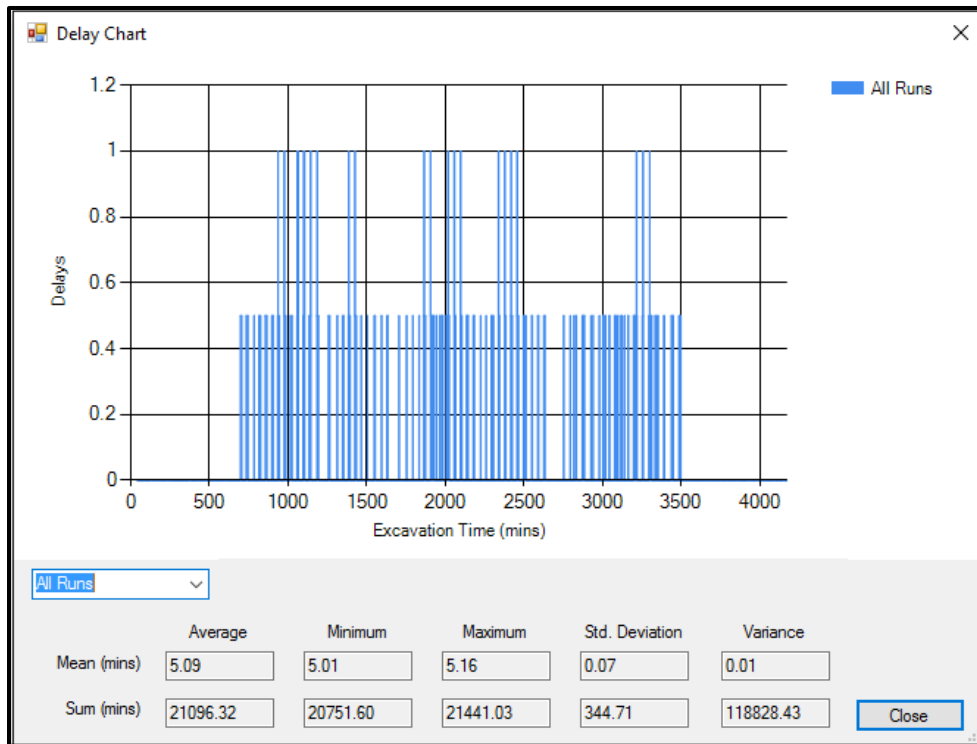 Delay Chart
1.2
All Runs
1
0.8
0.6
0.4
0.2
0
Delays
0 500 1000 1500 2000 2500 3000 3500 4000
Excavation Time (mins)
All Runs
Average Minimum Maximum Std. Deviation Variance
Mean (mins) 5.09 5.01 5.16 0.07 0.01
Sum (mins) 21096.32 20751.60 21441.03 344.71 118828.43 Close